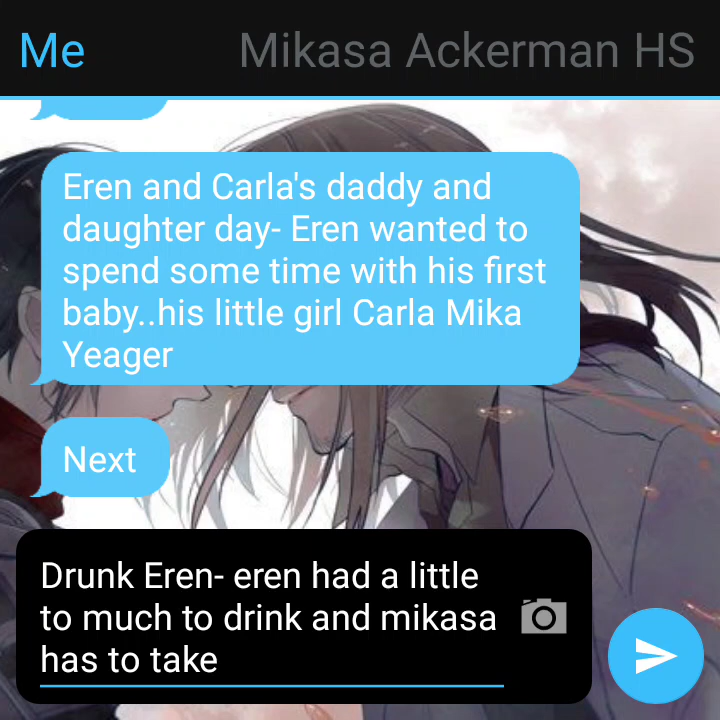 Me
Mikasa Ackerman HS
Eren and Carla's daddy and
daughter day- Eren wanted to
spend some time with his first
baby..his little girl Carla Mika
Yeager
Next
Drunk Eren- eren had a little
to much to drink and mikasa
has to take